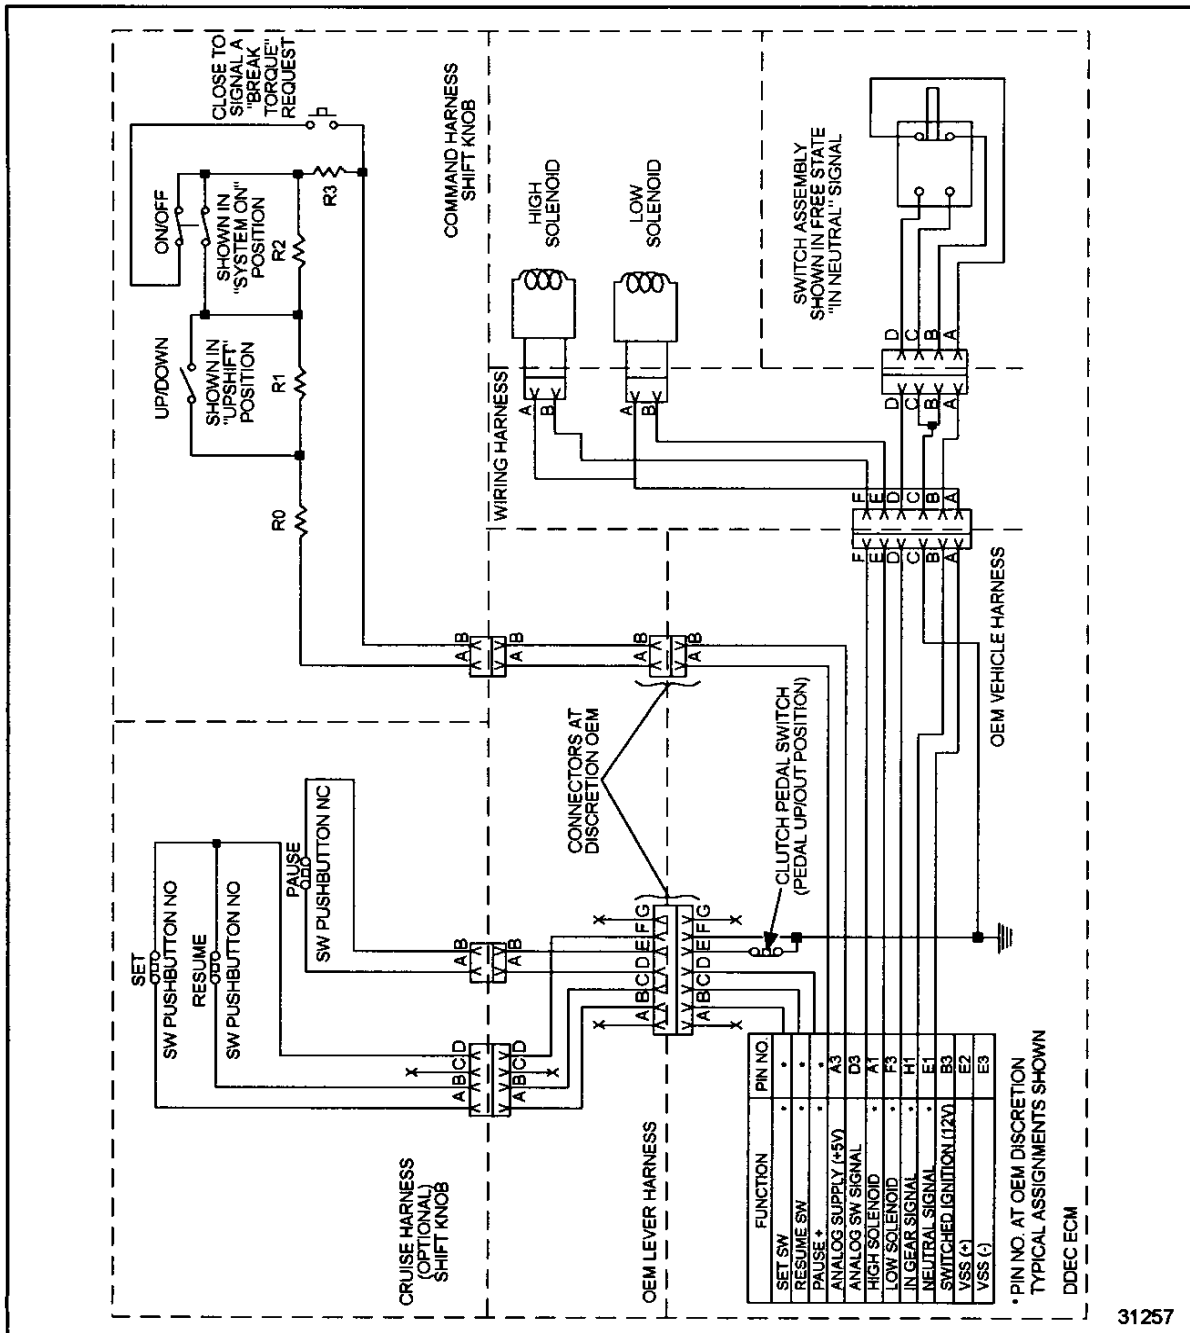 CLOSE TO
SIGNAL A
"BREAK
TORQUE"
REQUEST
ON/OFF
SHOWN IN
"SYSTEM ON"
POSITION
UP/DOWN
SHOWN IN
"UPSHIFT"
POSITION
R0
R1
R2
R3
COMMAND HARNESS
SHIFT KNOB
HIGH
SOLENOID
LOW
SOLENOID
SWITCH ASSEMBLY
SHOWN IN FREE STATE
"IN NEUTRAL" SIGNAL
WIRING HARNESS
A
B
A
B
D
C
B
A
D
C
B
A
F
E
D
C
B
A
F
E
D
C
B
A
OEM VEHICLE HARNESS
A B
A B
A B
A B
CONNECTORS AT
DISCRETION OEM
CLUTCH PEDAL SWITCH
(PEDAL UP/OUT POSITION)
SET
SW PUSHBUTTON NO
RESUME
SW PUSHBUTTON NO
PAUSE
SW PUSHBUTTON NC
A B
A B
A B C D
A B C D
A B C D E F G
A B C D E F G
CRUISE HARNESS
(OPTIONAL)
SHIFT KNOB
OEM LEVER HARNESS
FUNCTION PIN NO.
SET SW * *
RESUME SW * *
PAUSE + * *
ANALOG SUPPLY (+5V) A3
ANALOG SW SIGNAL D3
HIGH SOLENOID * A1
LOW SOLENOID * F3
IN GEAR SIGNAL * H1
NEUTRAL SIGNAL * E1
SWITCHED IGNITION (12V) B3
VSS (+) E2
VSS (-) E3
* PIN NO. AT OEM DISCRETION
TYPICAL ASSIGNMENTS SHOWN
DDEC ECM
31257